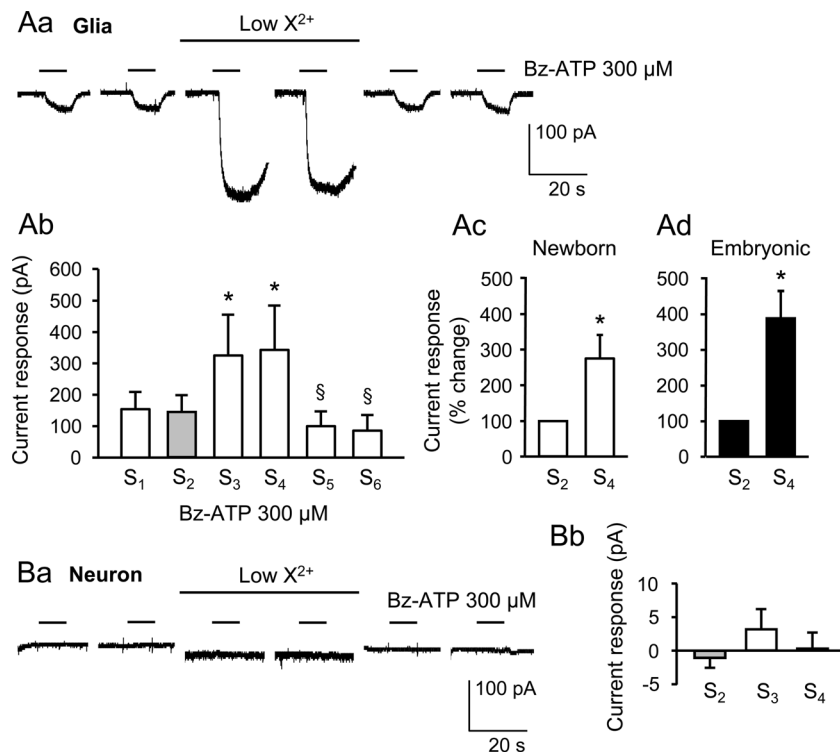 Aa Glia
Low X²⁺
Bz-ATP 300 µM
100 pA
20 s
Ab
Current response (pA)
600
500
400
300
200
100
0
* * § §
S₁ S₂ S₃ S₄ S₅ S₆
Bz-ATP 300 µM
Ac
Newborn
Current response
(% change)
500
400
300
200
100
0
*
S₂ S₄
Ad
Embryonic
500
400
300
200
100
0
*
S₂ S₄
Ba Neuron
Low X²⁺
Bz-ATP 300 µM
100 pA
20 s
Bb
Current response (pA)
10
5
0
-5
S₂ S₃ S₄